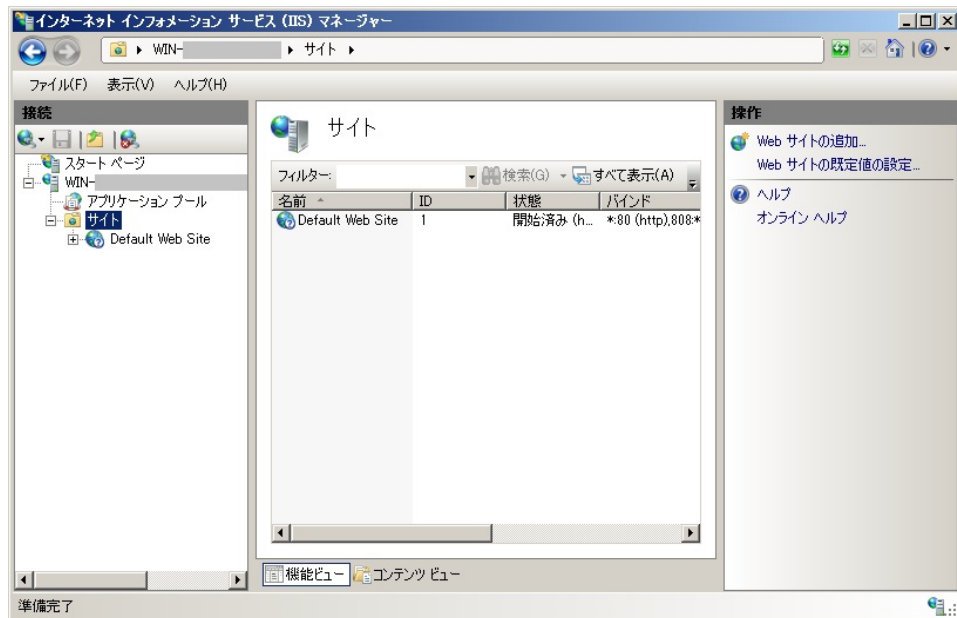 インターネット インフォメーション サービス (IIS) マネージャー
WIN- サイト
ファイル(F) 表示(V) ヘルプ(H)
接続
スタート ページ
WIN-
アプリケーション プール
サイト
Default Web Site
サイト
フィルター: 検索(G) すべて表示(A)
名前 ID 状態 バインド
Default Web Site 1 開始済み (h... *:80 (http),808:*
機能ビュー コンテンツ ビュー
操作
Web サイトの追加...
Web サイトの既定値の設定...
ヘルプ
オンライン ヘルプ
準備完了